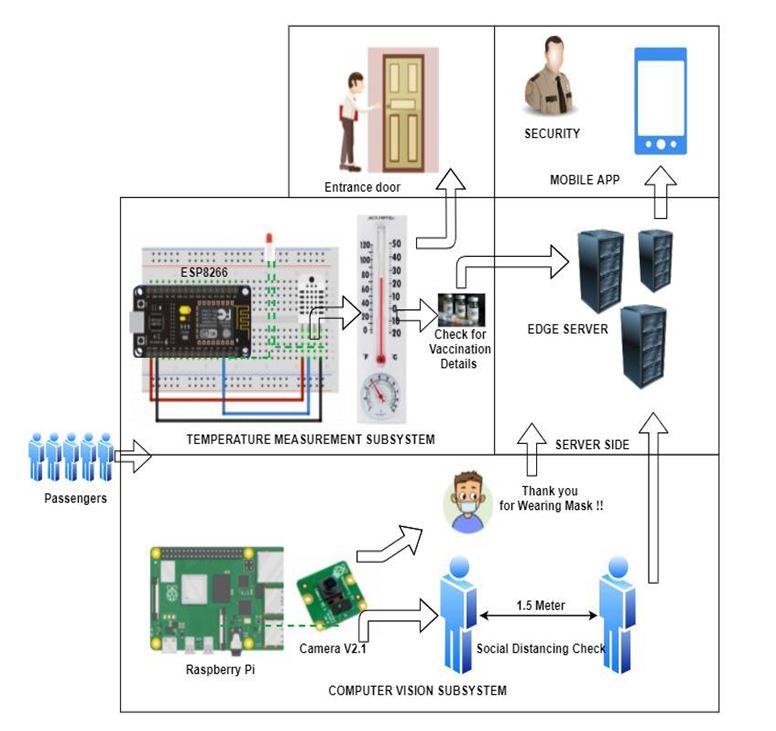 SECURITY
Entrance door
MOBILE APP
ESP8266
120
100
80
60
40
20
0
50
40
30
20
10
0
10
20
°F
°C
Check for
Vaccination
Details
EDGE SERVER
TEMPERATURE MEASUREMENT SUBSYSTEM
SERVER SIDE
Passengers
Thank you
for Wearing Mask !!
1.5 Meter
Social Distancing Check
Raspberry Pi
Camera V2.1
COMPUTER VISION SUBSYSTEM